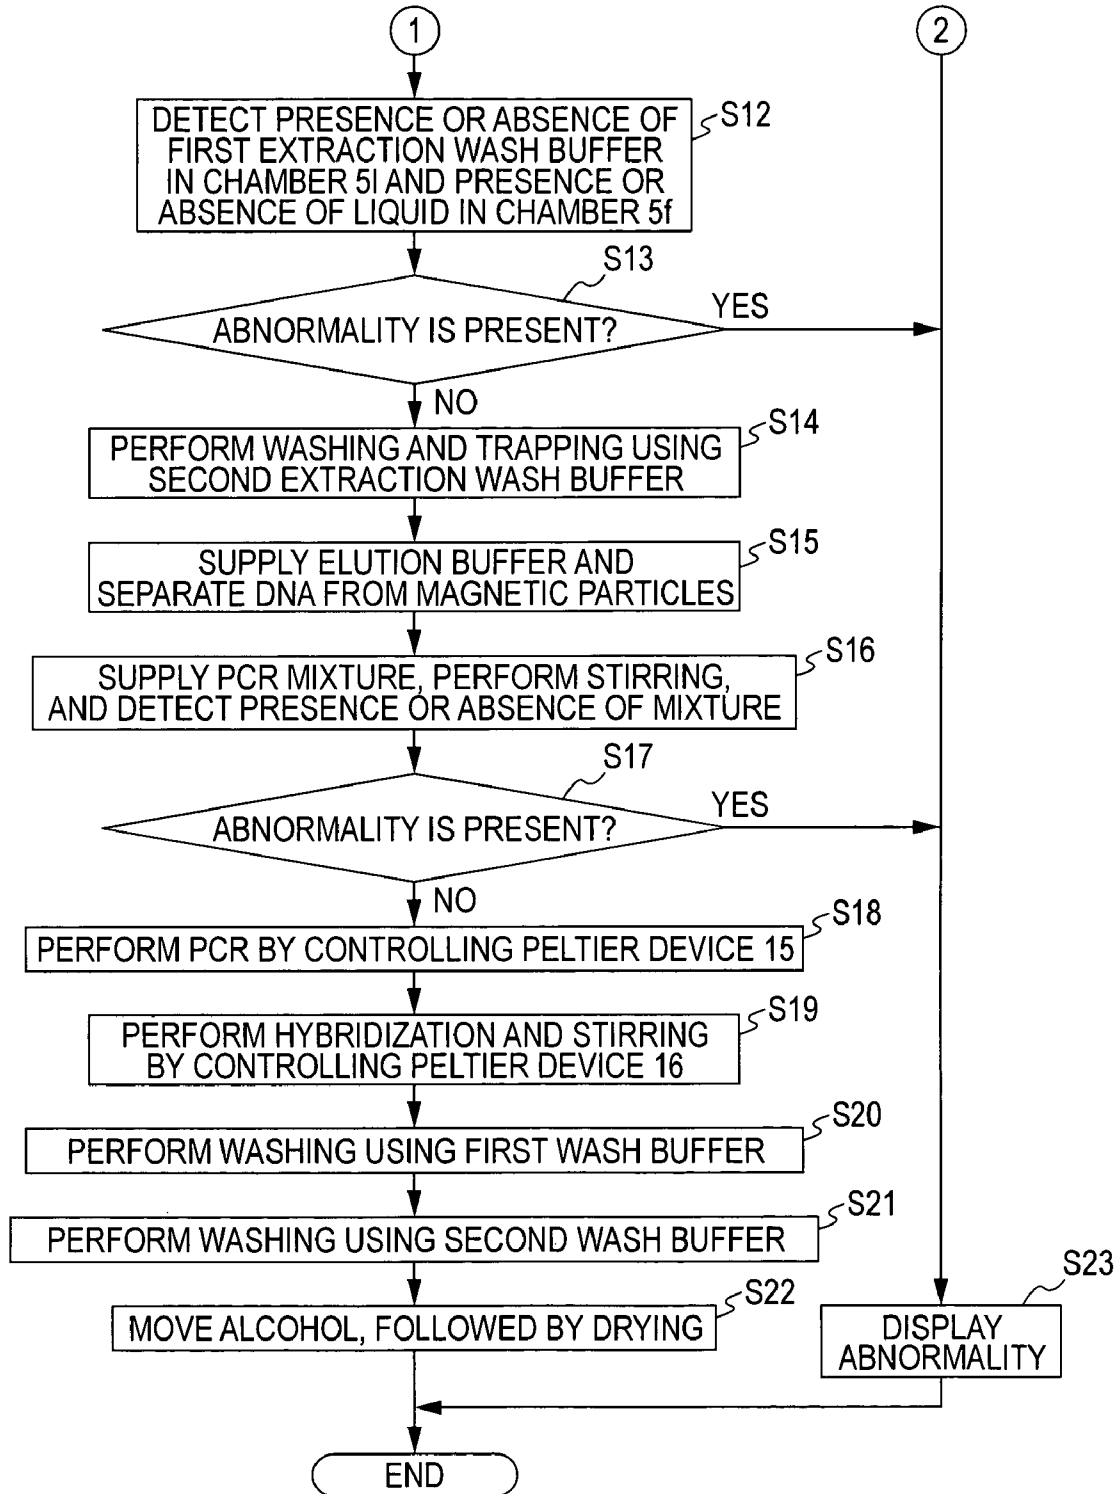 1
2
DETECT PRESENCE OR ABSENCE OF
FIRST EXTRACTION WASH BUFFER
IN CHAMBER 5l AND PRESENCE OR
ABSENCE OF LIQUID IN CHAMBER 5f
S12
S13
ABNORMALITY IS PRESENT?
YES
NO
PERFORM WASHING AND TRAPPING USING
SECOND EXTRACTION WASH BUFFER
S14
SUPPLY ELUTION BUFFER AND
SEPARATE DNA FROM MAGNETIC PARTICLES
S15
SUPPLY PCR MIXTURE, PERFORM STIRRING,
AND DETECT PRESENCE OR ABSENCE OF MIXTURE
S16
S17
ABNORMALITY IS PRESENT?
YES
NO
S18
PERFORM PCR BY CONTROLLING PELTIER DEVICE 15
S19
PERFORM HYBRIDIZATION AND STIRRING
BY CONTROLLING PELTIER DEVICE 16
S20
PERFORM WASHING USING FIRST WASH BUFFER
S21
PERFORM WASHING USING SECOND WASH BUFFER
S22
MOVE ALCOHOL, FOLLOWED BY DRYING
S23
DISPLAY
ABNORMALITY
END